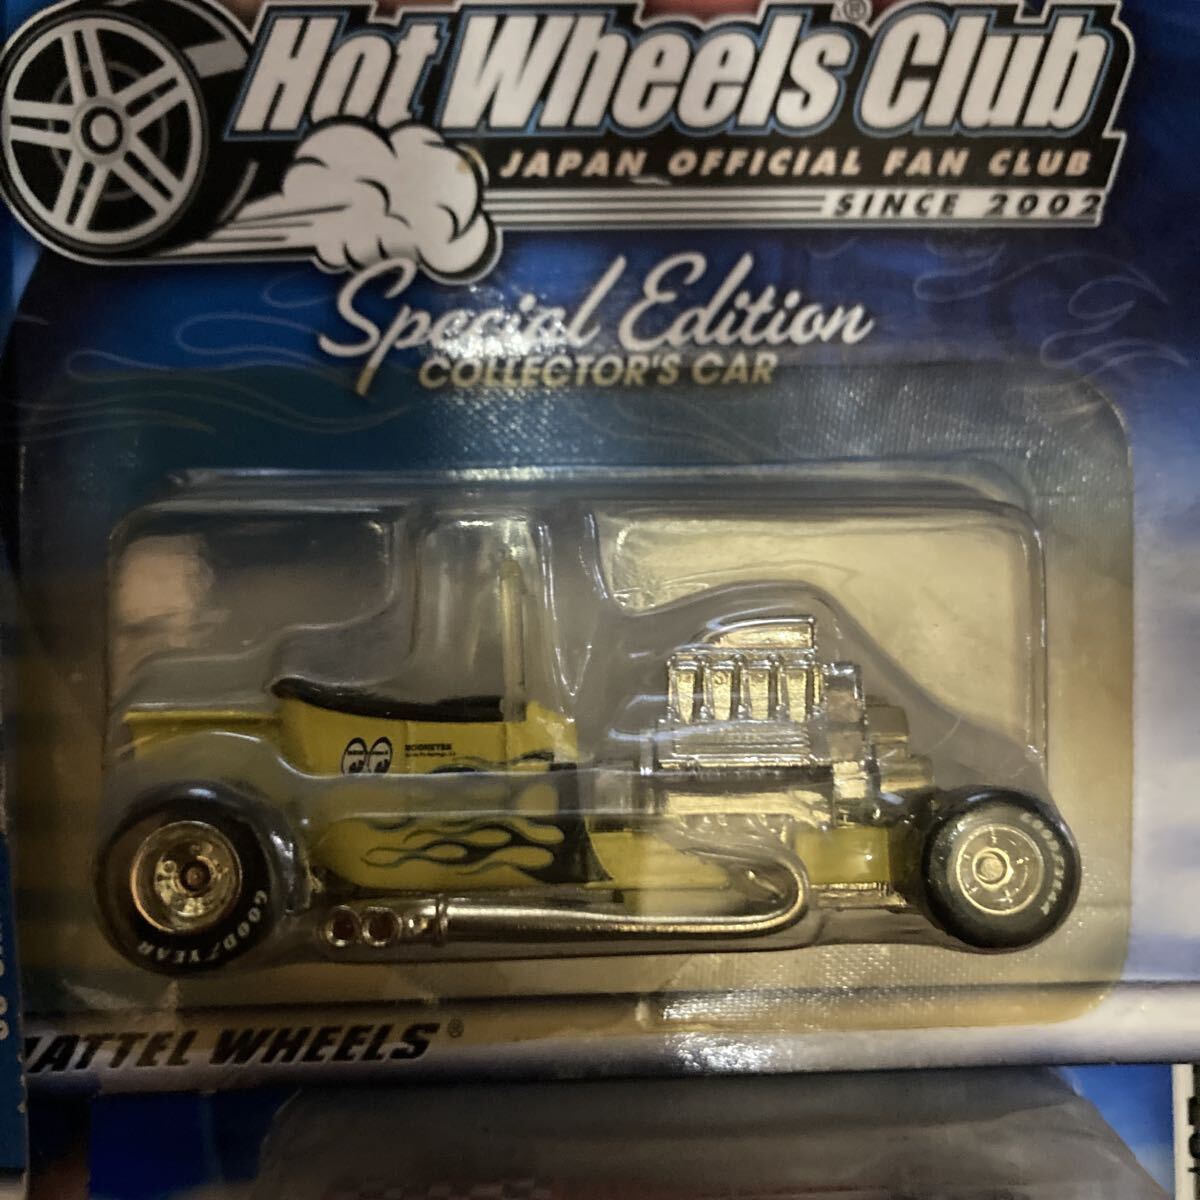 Hot Wheels Club®
JAPAN OFFICIAL FAN CLUB
SINCE 2002
Special Edition
COLLECTOR'S CAR
MOONEYES
GOODYEAR
GOODYEAR
MATTEL WHEELS®